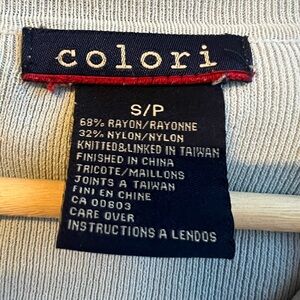 colori
S/P
68% RAYON/RAYONNE
32% NYLON/NYLON
KNITTED&LINKED IN TAIWAN
FINISHED IN CHINA
TRICOTE/MAILLONS
JOINTS A TAIWAN
FINI EN CHINE
CA 00803
CARE OVER
INSTRUCTIONS A L'ENDOS